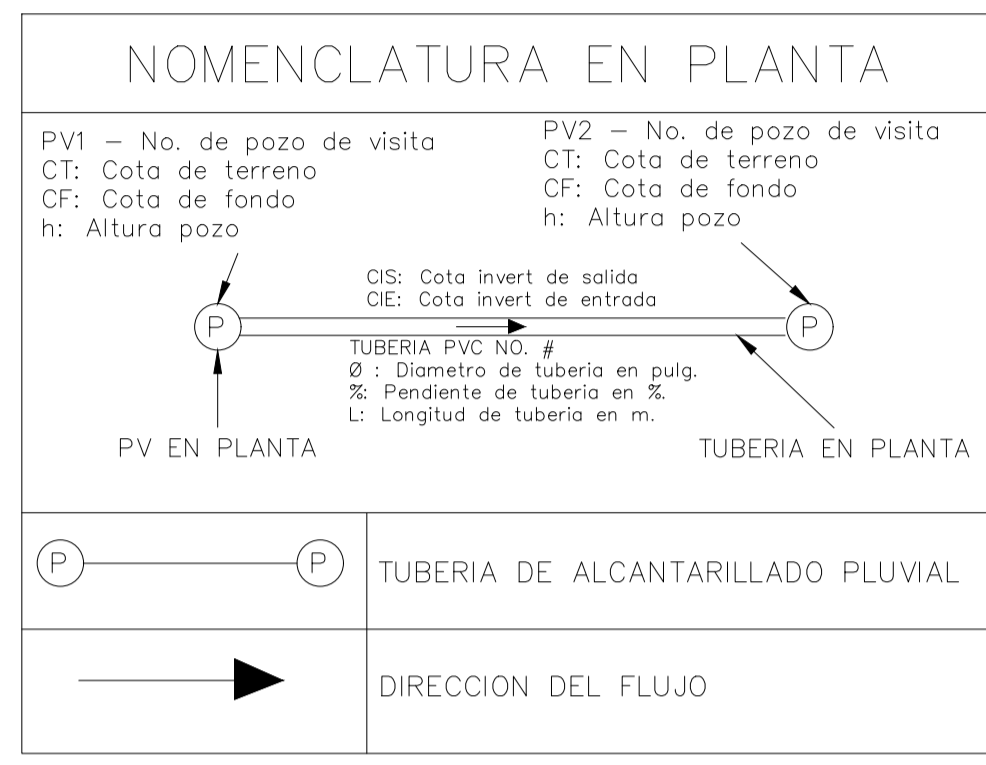 NOMENCLATURA EN PLANTA
PV1 – No. de pozo de visita
CT: Cota de terreno
CF: Cota de fondo
h: Altura pozo
PV2 – No. de pozo de visita
CT: Cota de terreno
CF: Cota de fondo
h: Altura pozo
CIS: Cota invert de salida
CIE: Cota invert de entrada
P
P
TUBERIA PVC NO. #
Ø : Diametro de tuberia en pulg.
%: Pendiente de tuberia en %.
L: Longitud de tuberia en m.
PV EN PLANTA
TUBERIA EN PLANTA
P
P
TUBERIA DE ALCANTARILLADO PLUVIAL
DIRECCION DEL FLUJO